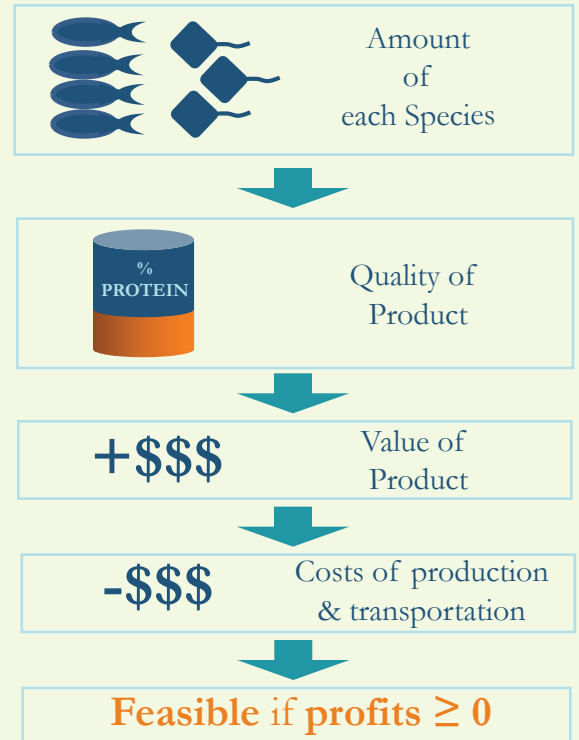 Amount
of
each Species
%
PROTEIN
Quality of
Product
+$$$
Value of
Product
-$$$
Costs of production
& transportation
Feasible if profits ≥ 0